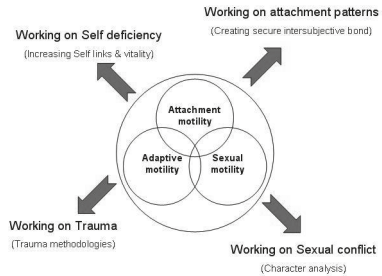 Working on attachment patterns
(Creating secure intersubjective bond)
Working on Self deficiency
(Increasing Self links & vitality)
Attachment
motility
Adaptive
motility
Sexual
motility
Working on Trauma
(Trauma methodologies)
Working on Sexual conflict
(Character analysis)